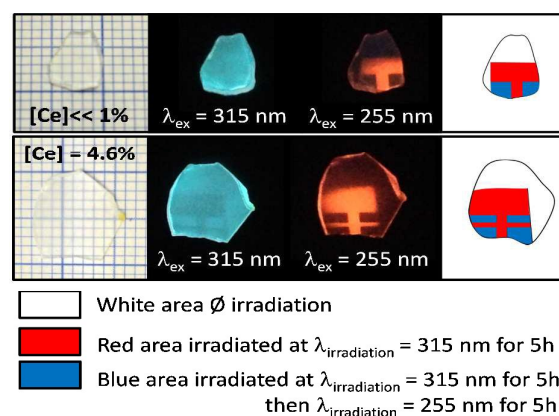 [Ce]<< 1%
λex = 315 nm
λex = 255 nm
[Ce] = 4.6%
λex = 315 nm
λex = 255 nm
White area Ø irradiation
Red area irradiated at λirradiation = 315 nm for 5h
Blue area irradiated at λirradiation = 315 nm for 5h
then λirradiation = 255 nm for 5h